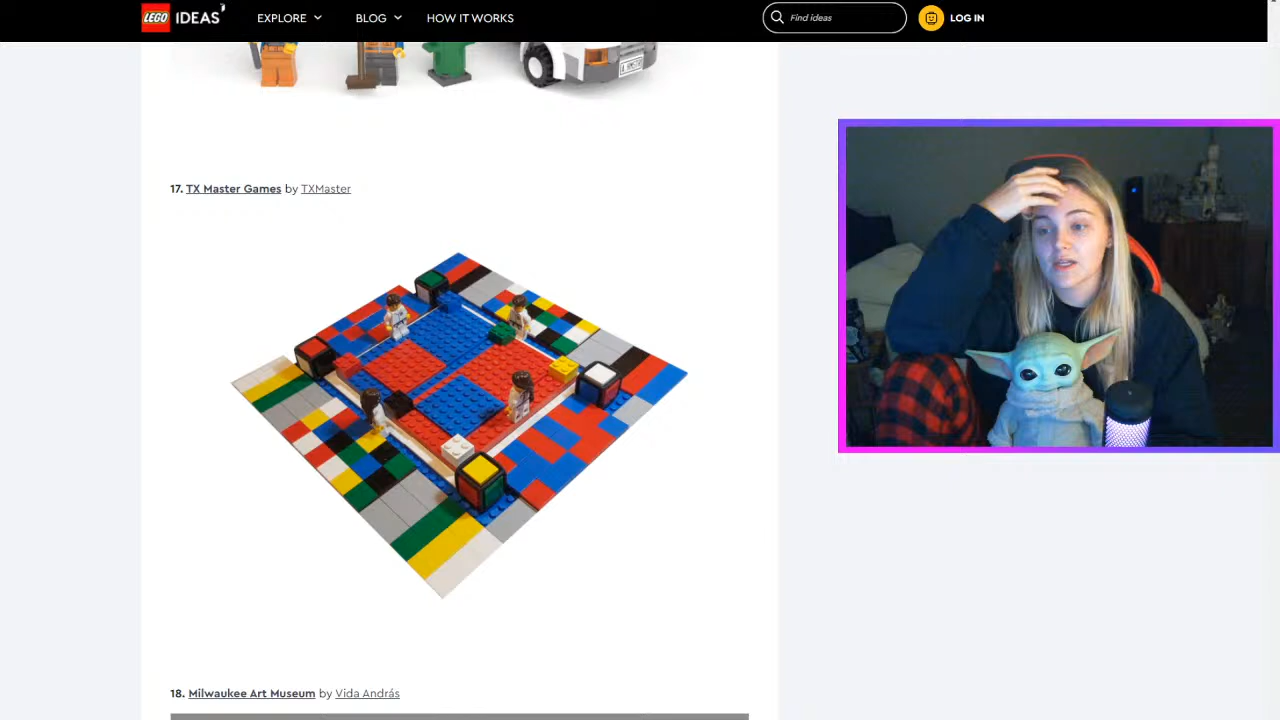 LEGO IDEAS EXPLORE BLOG HOW IT WORKS Find ideas LOG IN
17. TX Master Games by TXMaster
18. Milwaukee Art Museum by Vida András